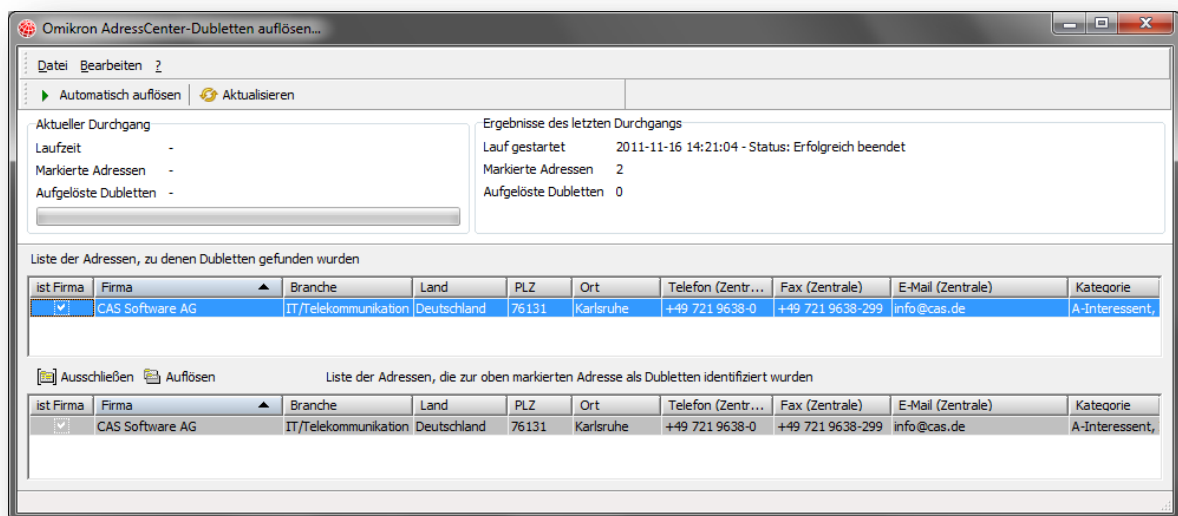 Omikron AdressCenter-Dubletten auflösen...
Datei Bearbeiten ?
Automatisch auflösen Aktualisieren
Aktueller Durchgang
Laufzeit -
Markierte Adressen -
Aufgelöste Dubletten -
Ergebnisse des letzten Durchgangs
Lauf gestartet 2011-11-16 14:21:04 - Status: Erfolgreich beendet
Markierte Adressen 2
Aufgelöste Dubletten 0
Liste der Adressen, zu denen Dubletten gefunden wurden
ist Firma Firma Branche Land PLZ Ort Telefon (Zentr... Fax (Zentrale) E-Mail (Zentrale) Kategorie
CAS Software AG IT/Telekommunikation Deutschland 76131 Karlsruhe +49 721 9638-0 +49 721 9638-299 info@cas.de A-Interessent,
Ausschließen Auflösen Liste der Adressen, die zur oben markierten Adresse als Dubletten identifiziert wurden
ist Firma Firma Branche Land PLZ Ort Telefon (Zentr... Fax (Zentrale) E-Mail (Zentrale) Kategorie
CAS Software AG IT/Telekommunikation Deutschland 76131 Karlsruhe +49 721 9638-0 +49 721 9638-299 info@cas.de A-Interessent,